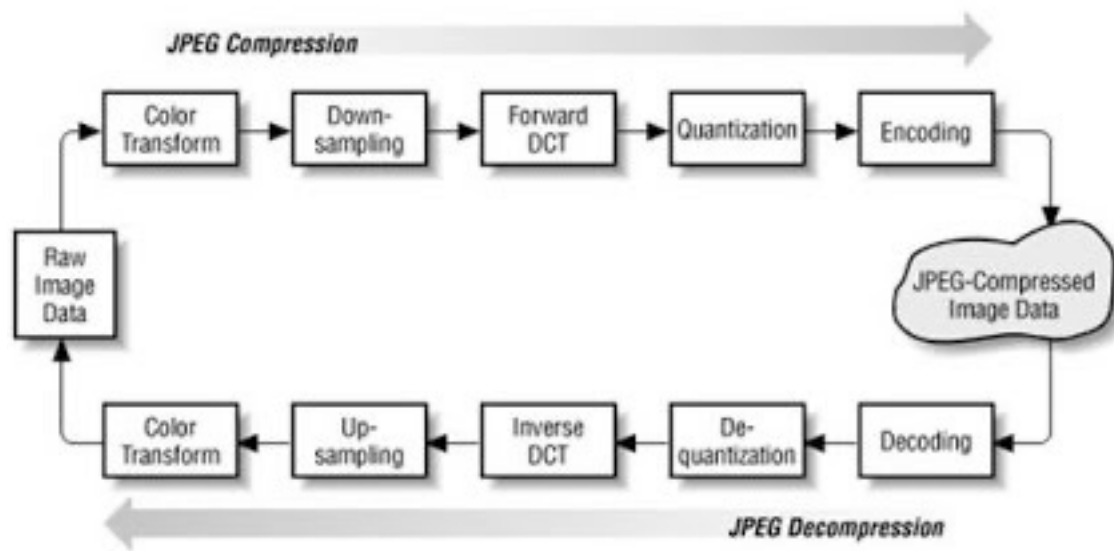 JPEG Compression
Color
Transform
Down-
sampling
Forward
DCT
Quantization
Encoding
Raw
Image
Data
JPEG-Compressed
Image Data
Color
Transform
Up-
sampling
Inverse
DCT
De-
quantization
Decoding
JPEG Decompression